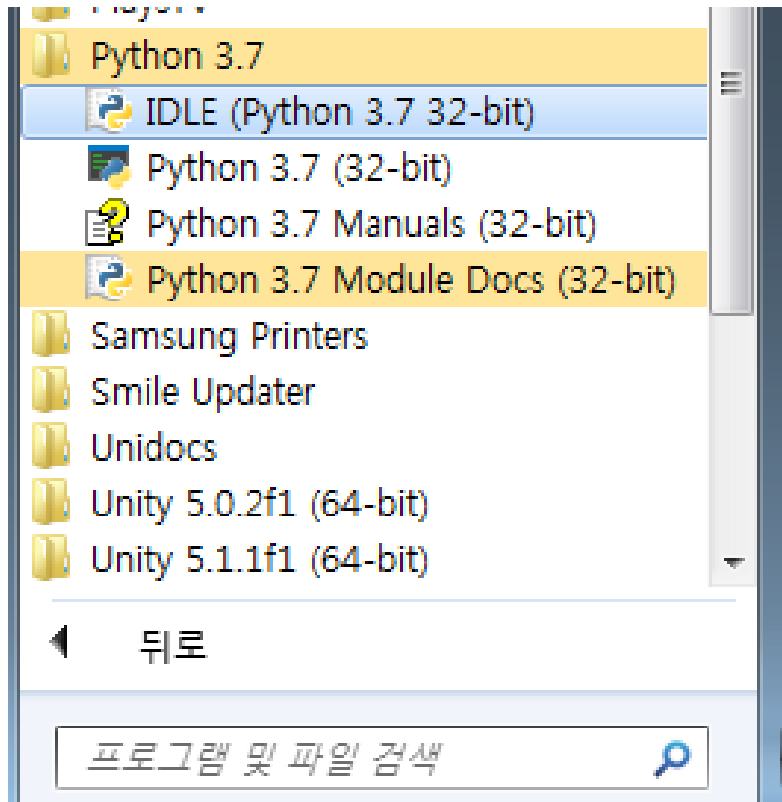 Python 3.7
IDLE (Python 3.7 32-bit)
Python 3.7 (32-bit)
Python 3.7 Manuals (32-bit)
Python 3.7 Module Docs (32-bit)
Samsung Printers
Smile Updater
Unidocs
Unity 5.0.2f1 (64-bit)
Unity 5.1.1f1 (64-bit)
뒤로
프로그램 및 파일 검색